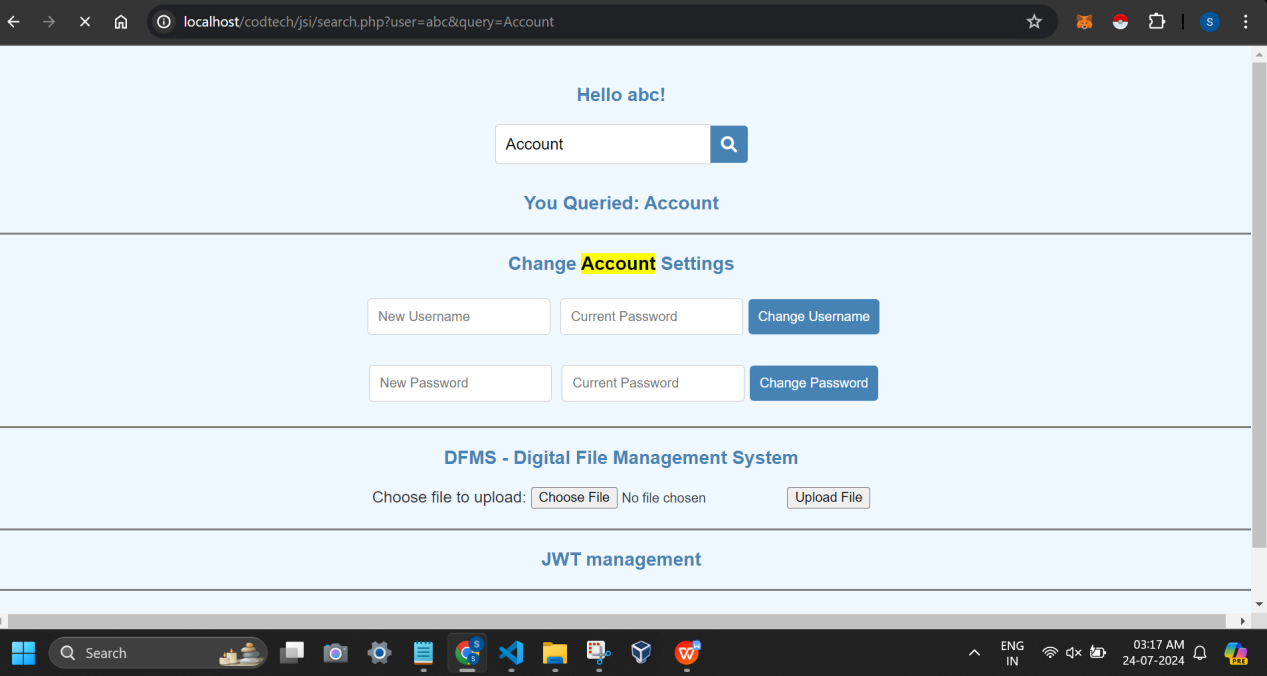 localhost/codtech/jsi/search.php?user=abc&query=Account
S
Hello abc!
Account
You Queried: Account
Change Account Settings
New Username Current Password Change Username
New Password Current Password Change Password
DFMS - Digital File Management System
Choose file to upload: Choose File No file chosen Upload File
JWT management
Search
S
S
W
ENG
IN
03:17 AM
24-07-2024
PRE